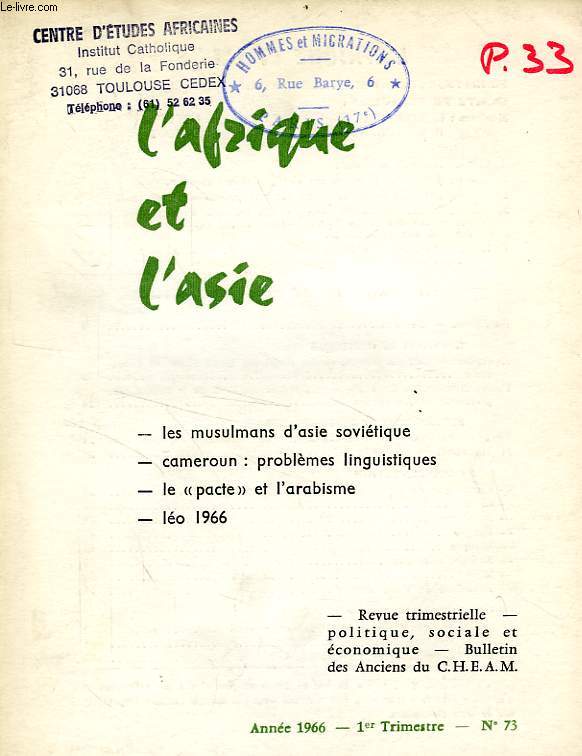 © Le-livre.com
CENTRE D'ÉTUDES AFRICAINES
Institut Catholique
31, rue de la Fonderie
31068 TOULOUSE CEDEX
Téléphone : (61) 52 62 35
HOMMES et MIGRATIONS
★ 6, Rue Barye, 6 ★
PARIS (17e)
P.33
l'afrique
et
l'asie
— les musulmans d'asie soviétique
— cameroun : problèmes linguistiques
— le «pacte» et l'arabisme
— léo 1966
— Revue trimestrielle —
politique, sociale et
économique — Bulletin
des Anciens du C.H.E.A.M.
Année 1966 — 1er Trimestre — N° 73